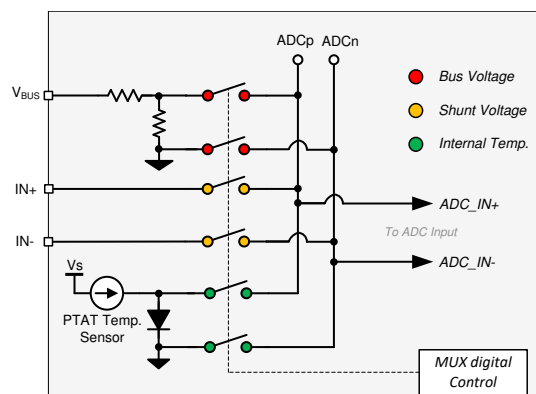 ADCp ADCn
VBUS
Bus Voltage
Shunt Voltage
Internal Temp.
IN+
ADC_IN+
To ADC Input
IN-
ADC_IN-
Vs
PTAT Temp.
Sensor
MUX digital
Control